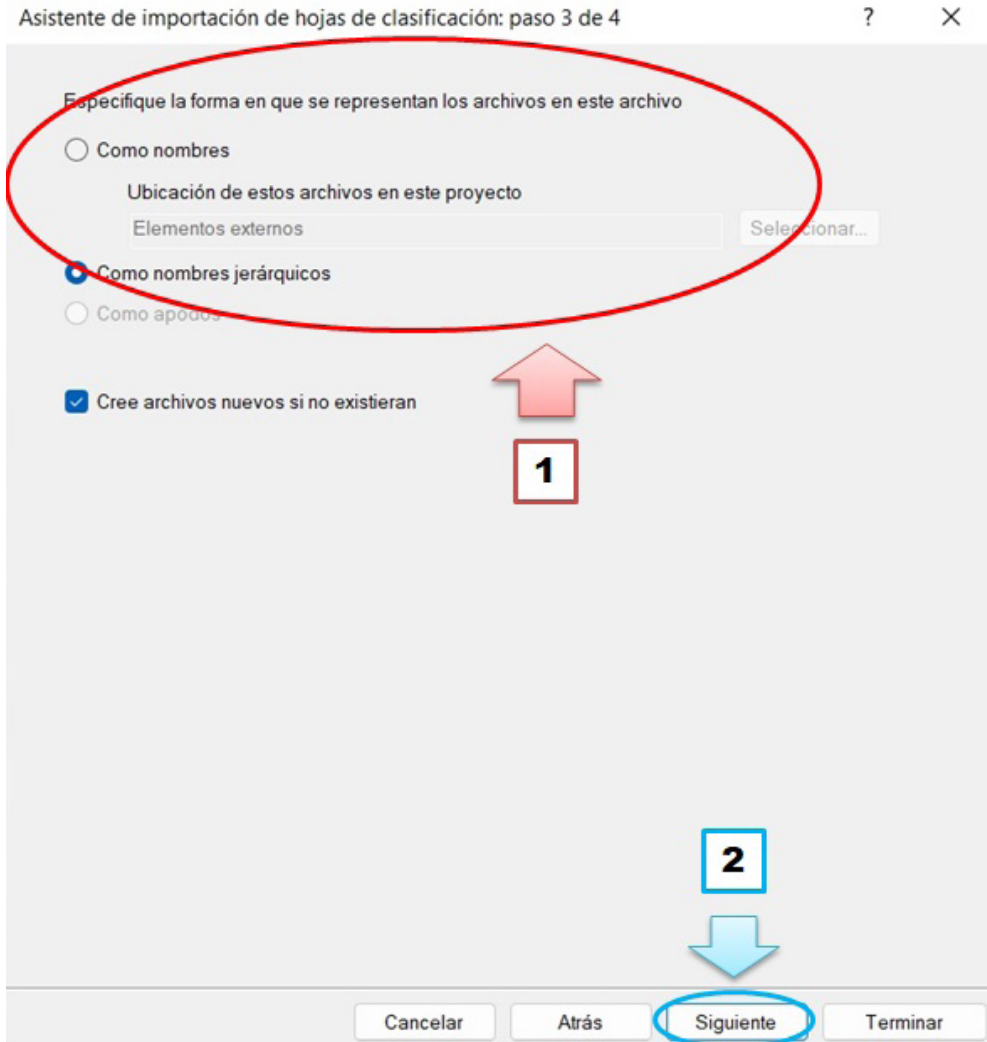 Asistente de importación de hojas de clasificación: paso 3 de 4 ? ×
Especifique la forma en que se representan los archivos en este archivo
Como nombres
Ubicación de estos archivos en este proyecto
Elementos externos Seleccionar...
Como nombres jerárquicos
Como apodos
Cree archivos nuevos si no existieran
1
2
Cancelar Atrás Siguiente Terminar